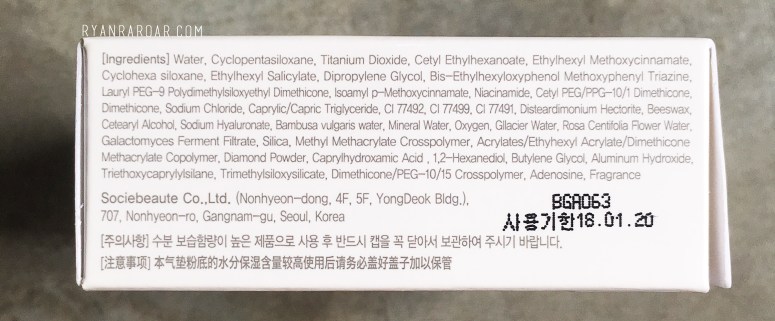 RYANRAROAR.COM
[Ingredients] Water, Cyclopentasiloxane, Titanium Dioxide, Cetyl Ethylhexanoate, Ethylhexyl Methoxycinnamate,
Cyclohexa siloxane, Ethylhexyl Salicylate, Dipropylene Glycol, Bis-Ethylhexyloxyphenol Methoxyphenyl Triazine,
Lauryl PEG-9 Polydimethylsiloxyethyl Dimethicone, Isoamyl p-Methoxycinnamate, Niacinamide, Cetyl PEG/PPG-10/1 Dimethicone,
Dimethicone, Sodium Chloride, Caprylic/Capric Triglyceride, CI 77492, CI 77499, CI 77491, Disteardimonium Hectorite, Beeswax,
Cetearyl Alcohol, Sodium Hyaluronate, Bambusa vulgaris water, Mineral Water, Oxygen, Gilacier Water, Rosa Centifolia Flower Water,
Galactomyces Ferment Filtrate, Silica, Methyl Methacrylate Crosspolymer, Acrylates/Ethyhexyl Acrylate/Dimethicone
Methacrylate Copolymer, Diamond Powder, Caprylhydroxamic Acid , 1,2-Hexanediol, Butylene Glycol, Aluminum Hydroxide,
Triethoxycaprylylsilane, Trimethylsiloxysilicate, Dimethicone/PEG-10/15 Crosspolymer, Adenosine, Fragrance
Sociebeaute Co,.Ltd, (Nonhyeon-dong, 4F, 5F, YongDeok Bldg.),
707, Nonhyeon-ro, Gangnam-gu, Seoul, Korea
BGA063
사용기한18.01.20
[주의사항] 수분 보습함량이 높은 제품으로 사용 후 반드시 캡을 꼭 닫아서 보관하여 주시기 바랍니다.
[注意事项] 本气垫粉底的水分保湿含量较高使用后请务必盖好盖子加以保管